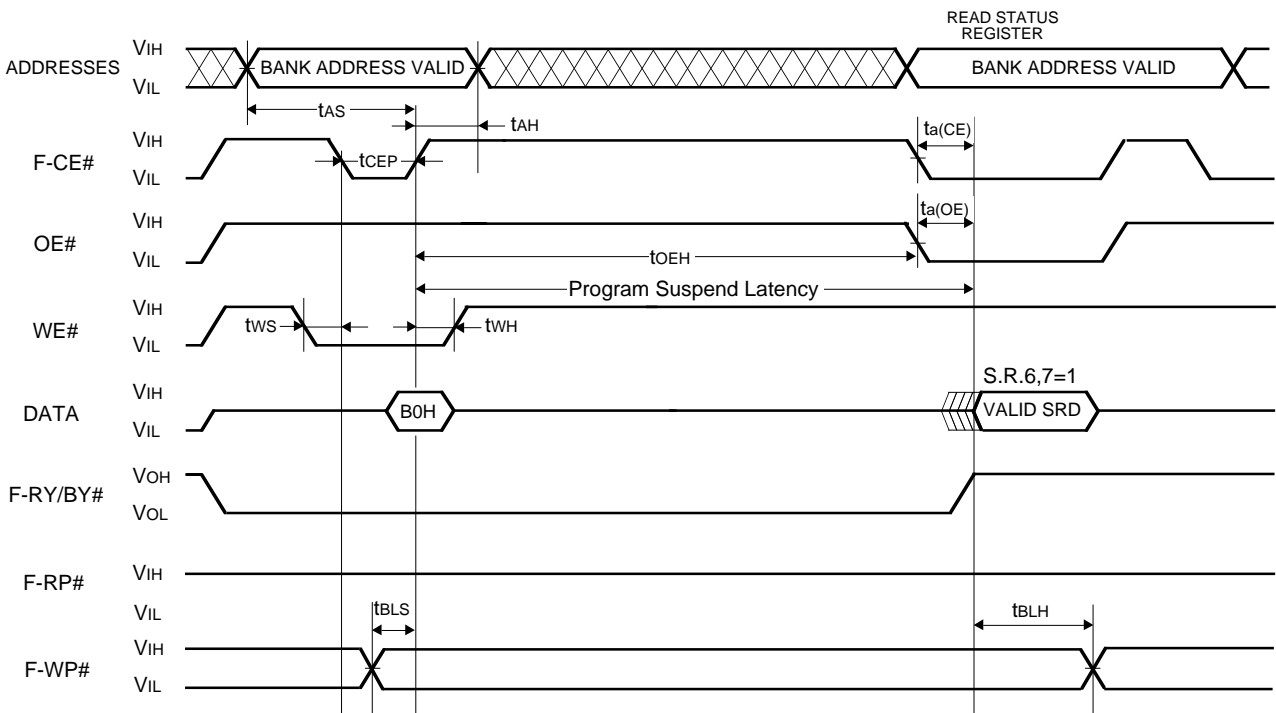 READ STATUS
REGISTER
ADDRESSES
VIH
VIL
BANK ADDRESS VALID
BANK ADDRESS VALID
tAS
tAH
F-CE#
VIH
VIL
tCEP
ta(CE)
OE#
VIH
VIL
ta(OE)
tOEH
Program Suspend Latency
WE#
VIH
VIL
tWS
tWH
DATA
VIH
VIL
B0H
S.R.6,7=1
VALID SRD
F-RY/BY#
VOH
VOL
F-RP#
VIH
VIL
tBLS
tBLH
F-WP#
VIH
VIL